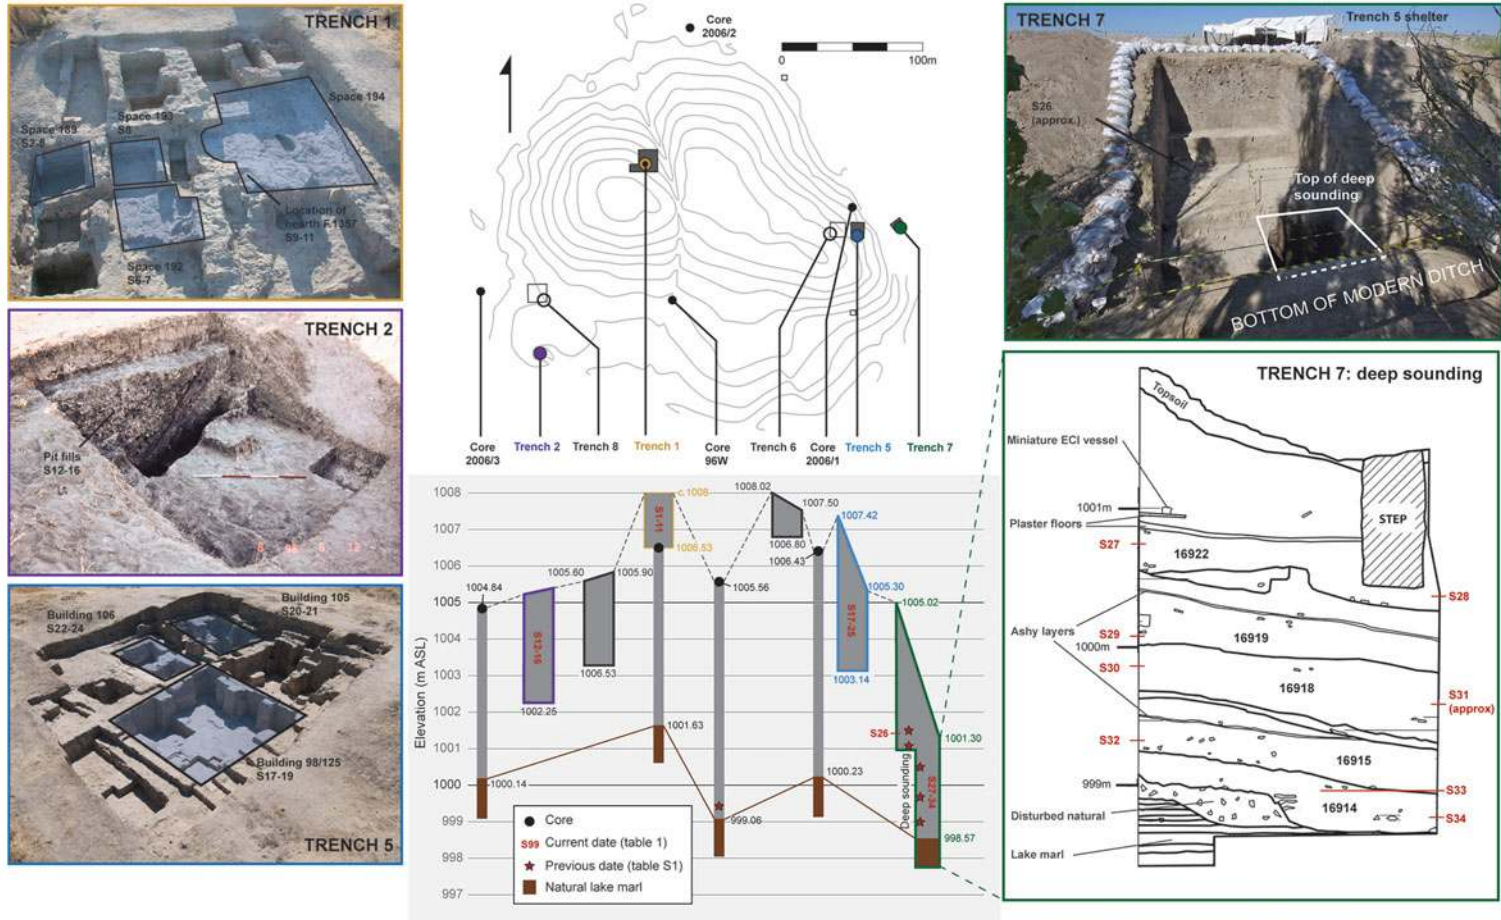 TRENCH 1
Space 194
Space 193
S8
Space 189
S2-8
Location of
hearth F.1357
S9-11
Space 192
S6-7
TRENCH 2
Pit fills
S12-16
Building 106
S22-24
Building 105
S20-21
Building 98/125
S17-19
TRENCH 5
Core
2006/2
0
100m
Core
2006/3
Trench 2
Trench 8
Trench 1
Core
96W
Trench 6
Core
2006/1
Trench 5
Trench 7
Elevation (m ASL)
1008
1007
1006
1005
1004
1003
1002
1001
1000
999
998
997
1004.84
1000.14
S12-16
1002.25
1005.60
1005.90
1006.53
S1-11
c.1008
1006.53
1001.63
1005.56
999.06
1008.02
1007.50
1006.80
1006.43
1000.23
1007.42
S17-25
1005.30
1003.14
1005.02
S26
1001.30
Deep sounding
S27-34
998.57
Core
S99 Current date (table 1)
Previous date (table S1)
Natural lake marl
TRENCH 7
Trench 5 shelter
S26
(approx.)
Top of deep
sounding
BOTTOM OF MODERN DITCH
TRENCH 7: deep sounding
Topsoil
Miniature ECI vessel
1001m
Plaster floors
STEP
S27
16922
S28
Ashy layers
16919
S29
1000m
S30
16918
S31
(approx)
S32
16915
999m
S33
16914
Disturbed natural
S34
Lake marl